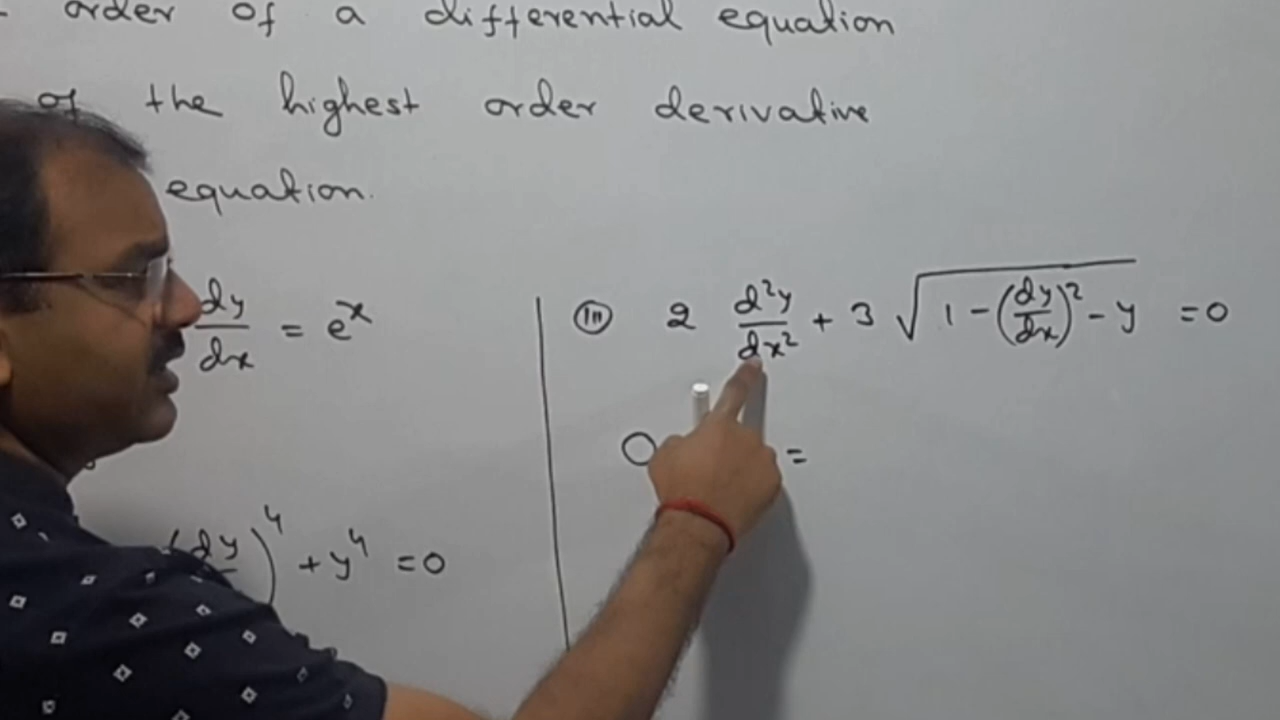 order of a differential equation
of the highest order derivative
equation.
dy/dx = e^x
(dy)^4 + y^4 = 0
(III) 2 d²y/dx² + 3 √(1 - (dy/dx)² - y) = 0
O =